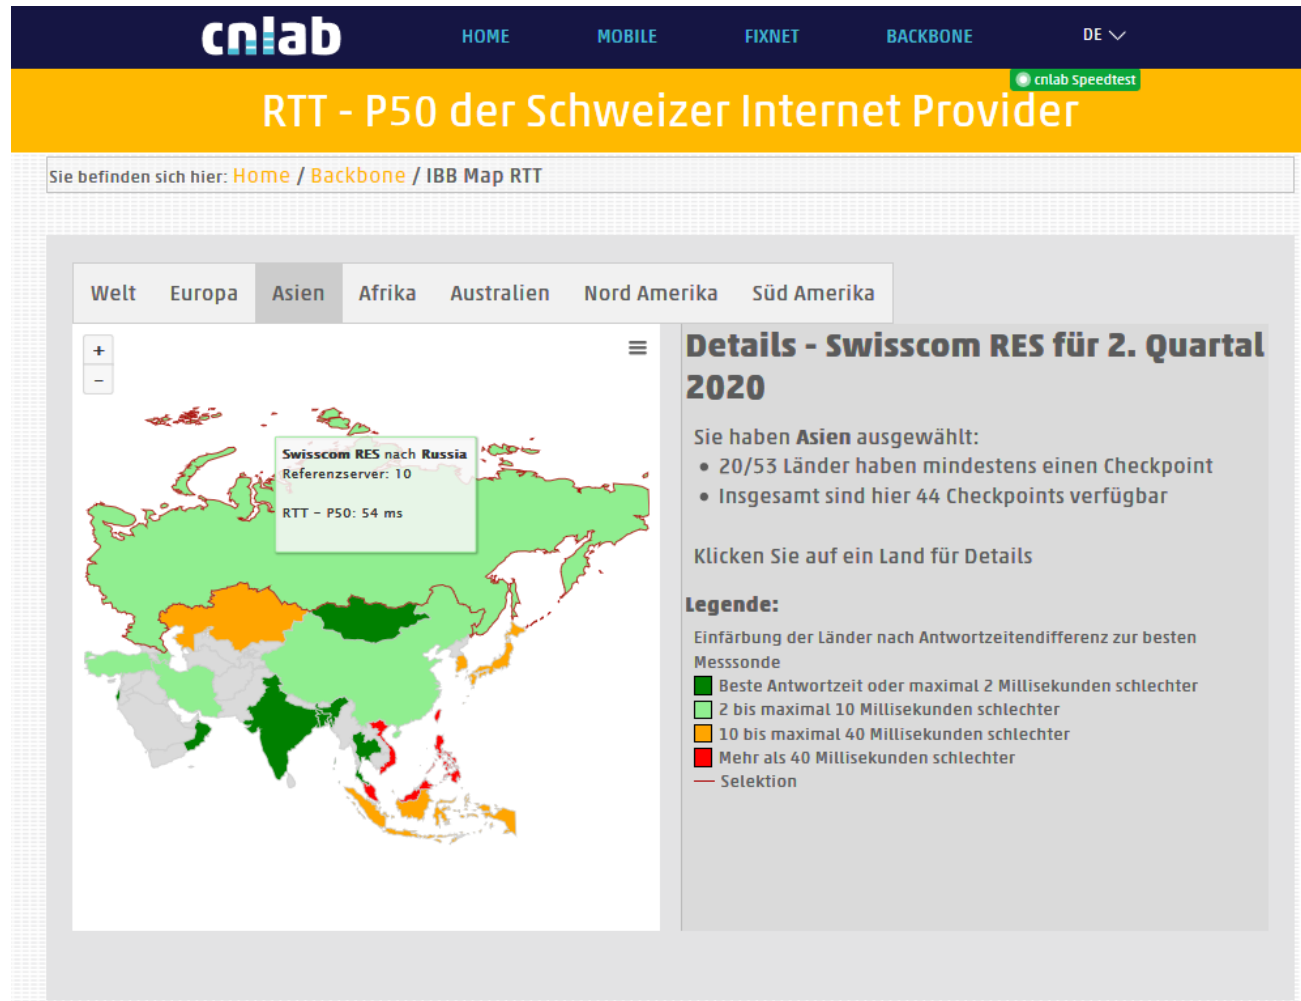 cnlab
HOME
MOBILE
FIXNET
BACKBONE
DE
cnlab Speedtest
RTT - P50 der Schweizer Internet Provider
Sie befinden sich hier: Home / Backbone / IBB Map RTT
Welt
Europa
Asien
Afrika
Australien
Nord Amerika
Süd Amerika
+
−
Swisscom RES nach Russia
Referenzserver: 10
RTT - P50: 54 ms
Details - Swisscom RES für 2. Quartal
2020
Sie haben Asien ausgewählt:
• 20/53 Länder haben mindestens einen Checkpoint
• Insgesamt sind hier 44 Checkpoints verfügbar
Klicken Sie auf ein Land für Details
Legende:
Einfärbung der Länder nach Antwortzeitendifferenz zur besten
Messsonde
Beste Antwortzeit oder maximal 2 Millisekunden schlechter
2 bis maximal 10 Millisekunden schlechter
10 bis maximal 40 Millisekunden schlechter
Mehr als 40 Millisekunden schlechter
Selektion